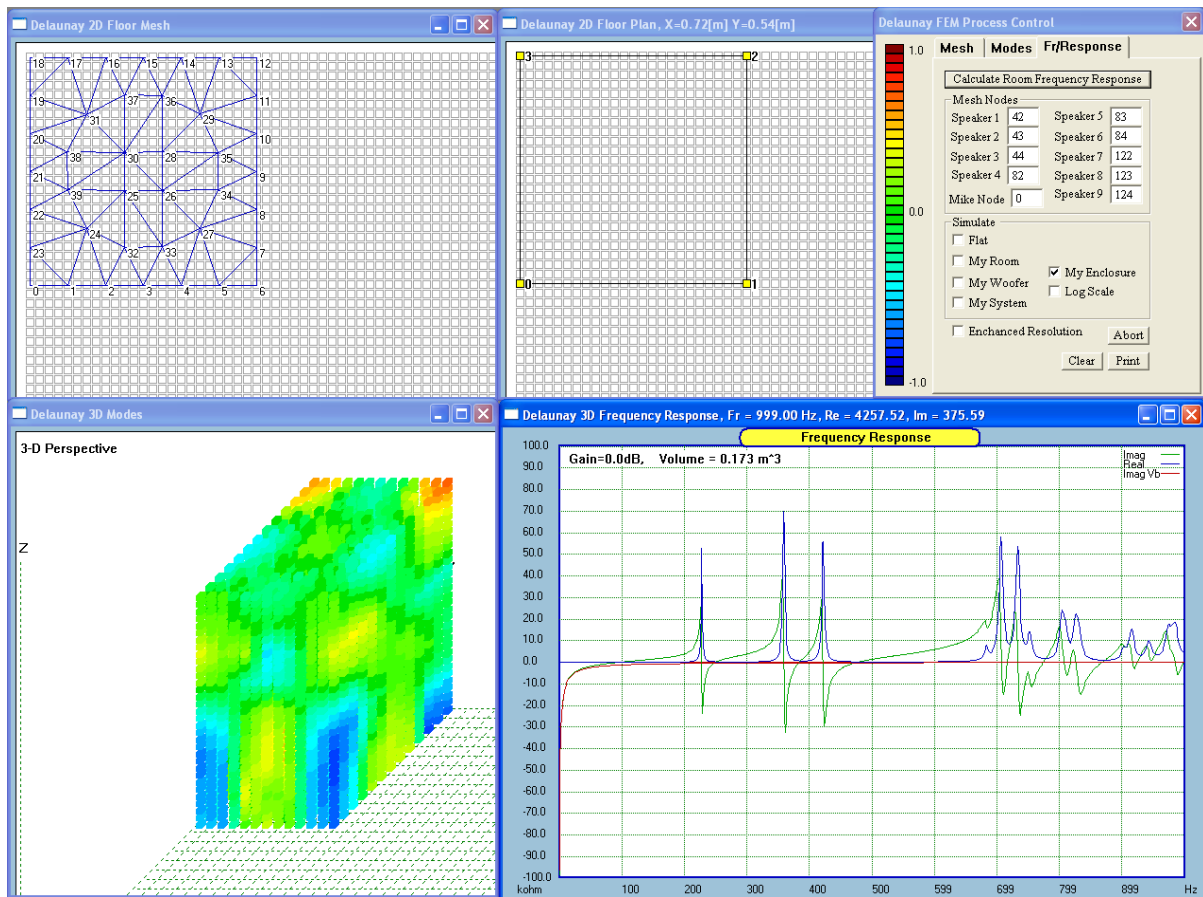 Delaunay 2D Floor Mesh
18 17 16 15 14 13 12
19 37 36 11
31 29
20 10
38 30 28 35
21 9
39 25 26 34
22 8
24 27
23 32 33 7
0 1 2 3 4 5 6
Delaunay 2D Floor Plan, X=0.72[m] Y=0.54[m]
3 2
0 1
Delaunay FEM Process Control
1.0
0.0
-1.0
Mesh Modes Fr/Response
Calculate Room Frequency Response
Mesh Nodes
Speaker 1 42 Speaker 5 83
Speaker 2 43 Speaker 6 84
Speaker 3 44 Speaker 7 122
Speaker 4 82 Speaker 8 123
Mike Node 0 Speaker 9 124
Simulate
Flat
My Room
My Woofer
My System
My Enclosure
Log Scale
Enchanced Resolution
Abort
Clear Print
Delaunay 3D Modes
3-D Perspective
Z
Delaunay 3D Frequency Response, Fr = 999.00 Hz, Re = 4257.52, Im = 375.59
Frequency Response
Gain=0.0dB, Volume = 0.173 m^3
Imag
Real
Imag Vb
100.0
90.0
80.0
70.0
60.0
50.0
40.0
30.0
20.0
10.0
0.0
-10.0
-20.0
-30.0
-40.0
-50.0
-60.0
-70.0
-80.0
-90.0
-100.0
kohm 100 200 300 400 500 599 699 799 899 Hz